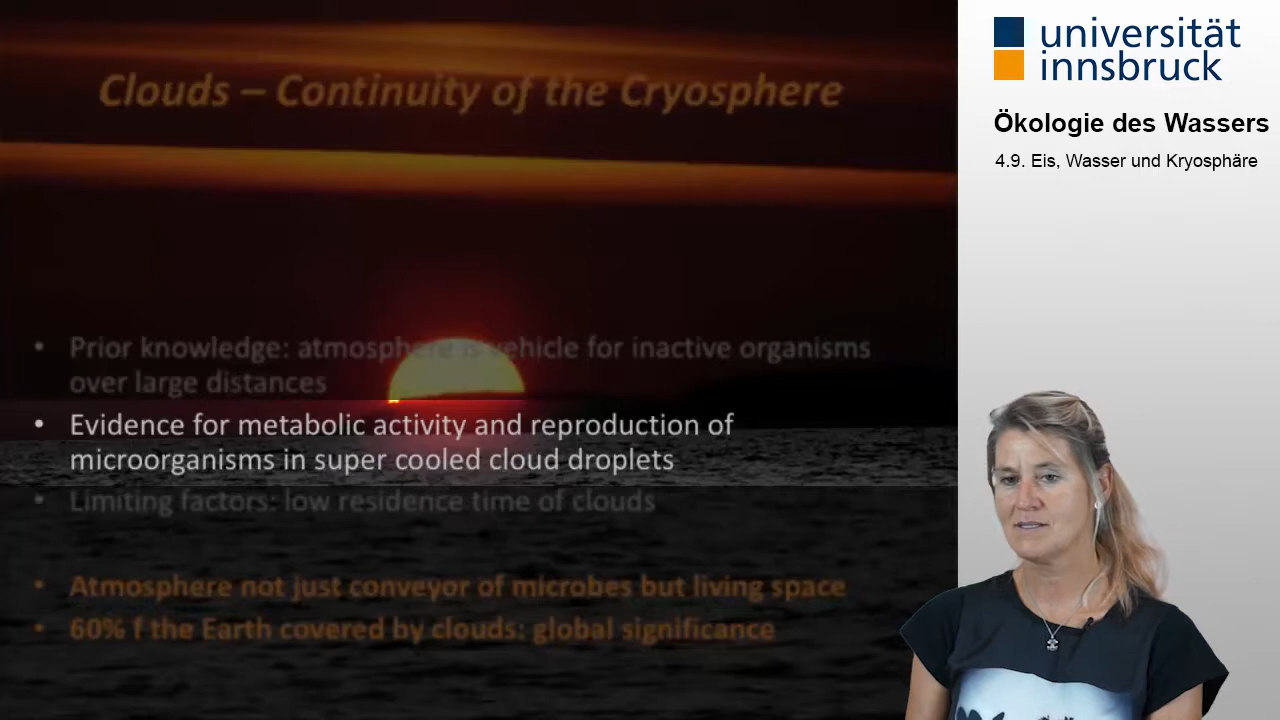 Clouds – Continuity of the Cryosphere
• Prior knowledge: atmosphere is vehicle for inactive organisms
over large distances
• Evidence for metabolic activity and reproduction of
microorganisms in super cooled cloud droplets
• Limiting factors: low residence time of clouds
• Atmosphere not just conveyor of microbes but living space
• 60% f the Earth covered by clouds: global significance
universität
innsbruck
Ökologie des Wassers
4.9. Eis, Wasser und Kryosphäre